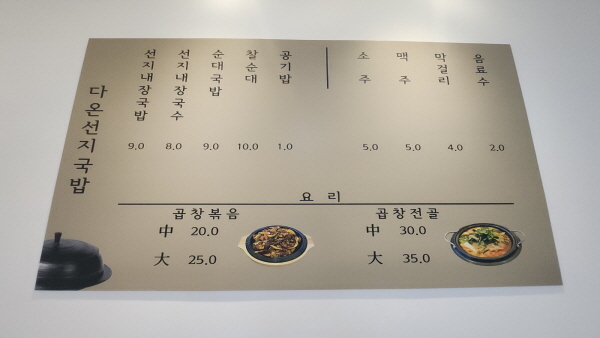 다온선지국밥
선지내장국밥 9.0
선지내장국수 8.0
순대국밥 9.0
찰순대 10.0
공기밥 1.0
소주 5.0
맥주 5.0
막걸리 4.0
음료수 2.0
요리
곱창볶음
中 20.0
大 25.0
곱창전골
中 30.0
大 35.0